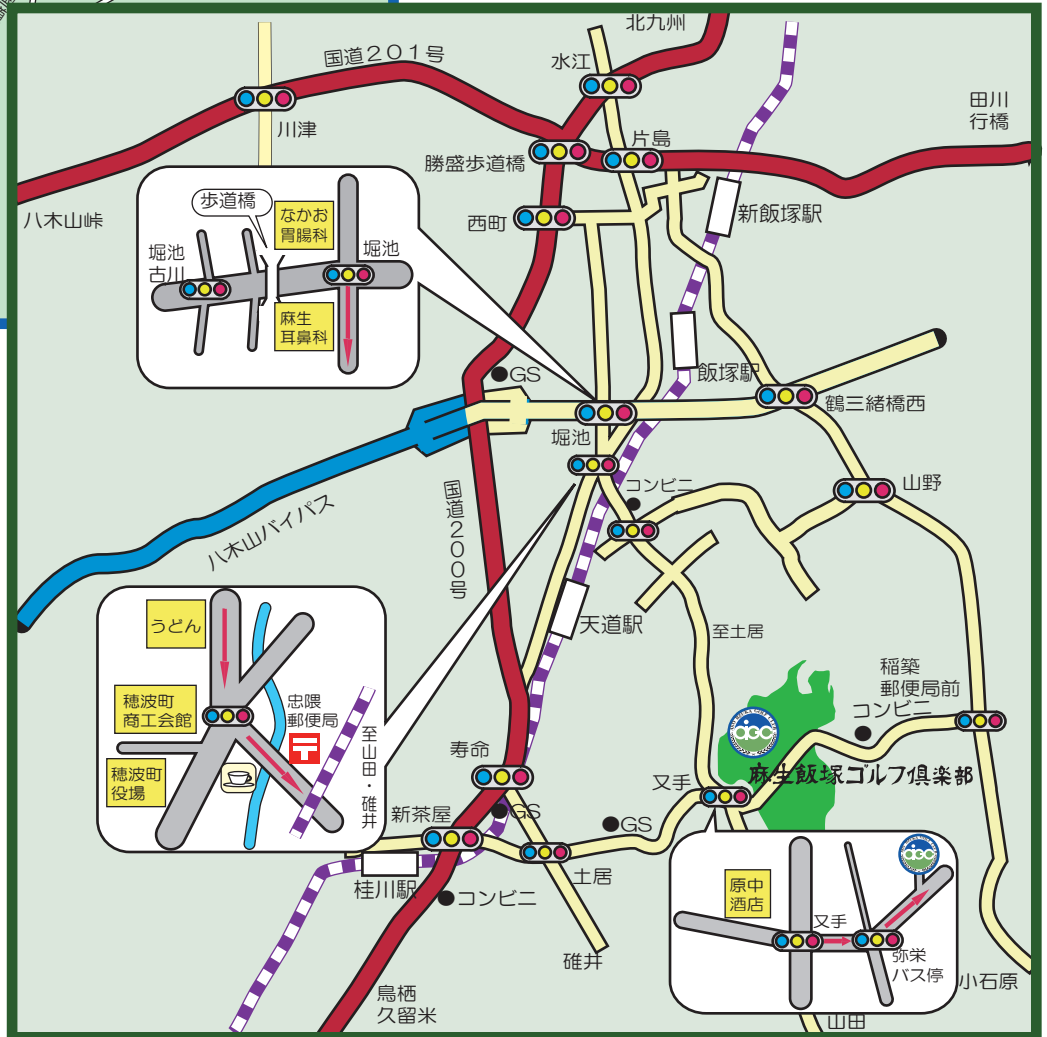 北九州
国道201号
水江
田川
行橋
川津
勝盛歩道橋
片島
八木山峠
歩道橋
なかお
胃腸科
西町
新飯塚駅
堀池
古川
堀池
麻生
耳鼻科
GS
飯塚駅
鶴三緒橋西
堀池
国道200号
コンビニ
山野
八木山バイパス
うどん
天道駅
至土居
穂波町
商工会館
忠隈
郵便局
稲築
郵便局前
コンビニ
至山田・碓井
穂波町
役場
寿命
又手
麻生飯塚ゴルフ倶楽部
AGC
新茶屋
GS
GS
桂川駅
コンビニ
土居
原中
酒店
又手
AGC
弥栄
バス停
碓井
小石原
鳥栖
久留米
山田